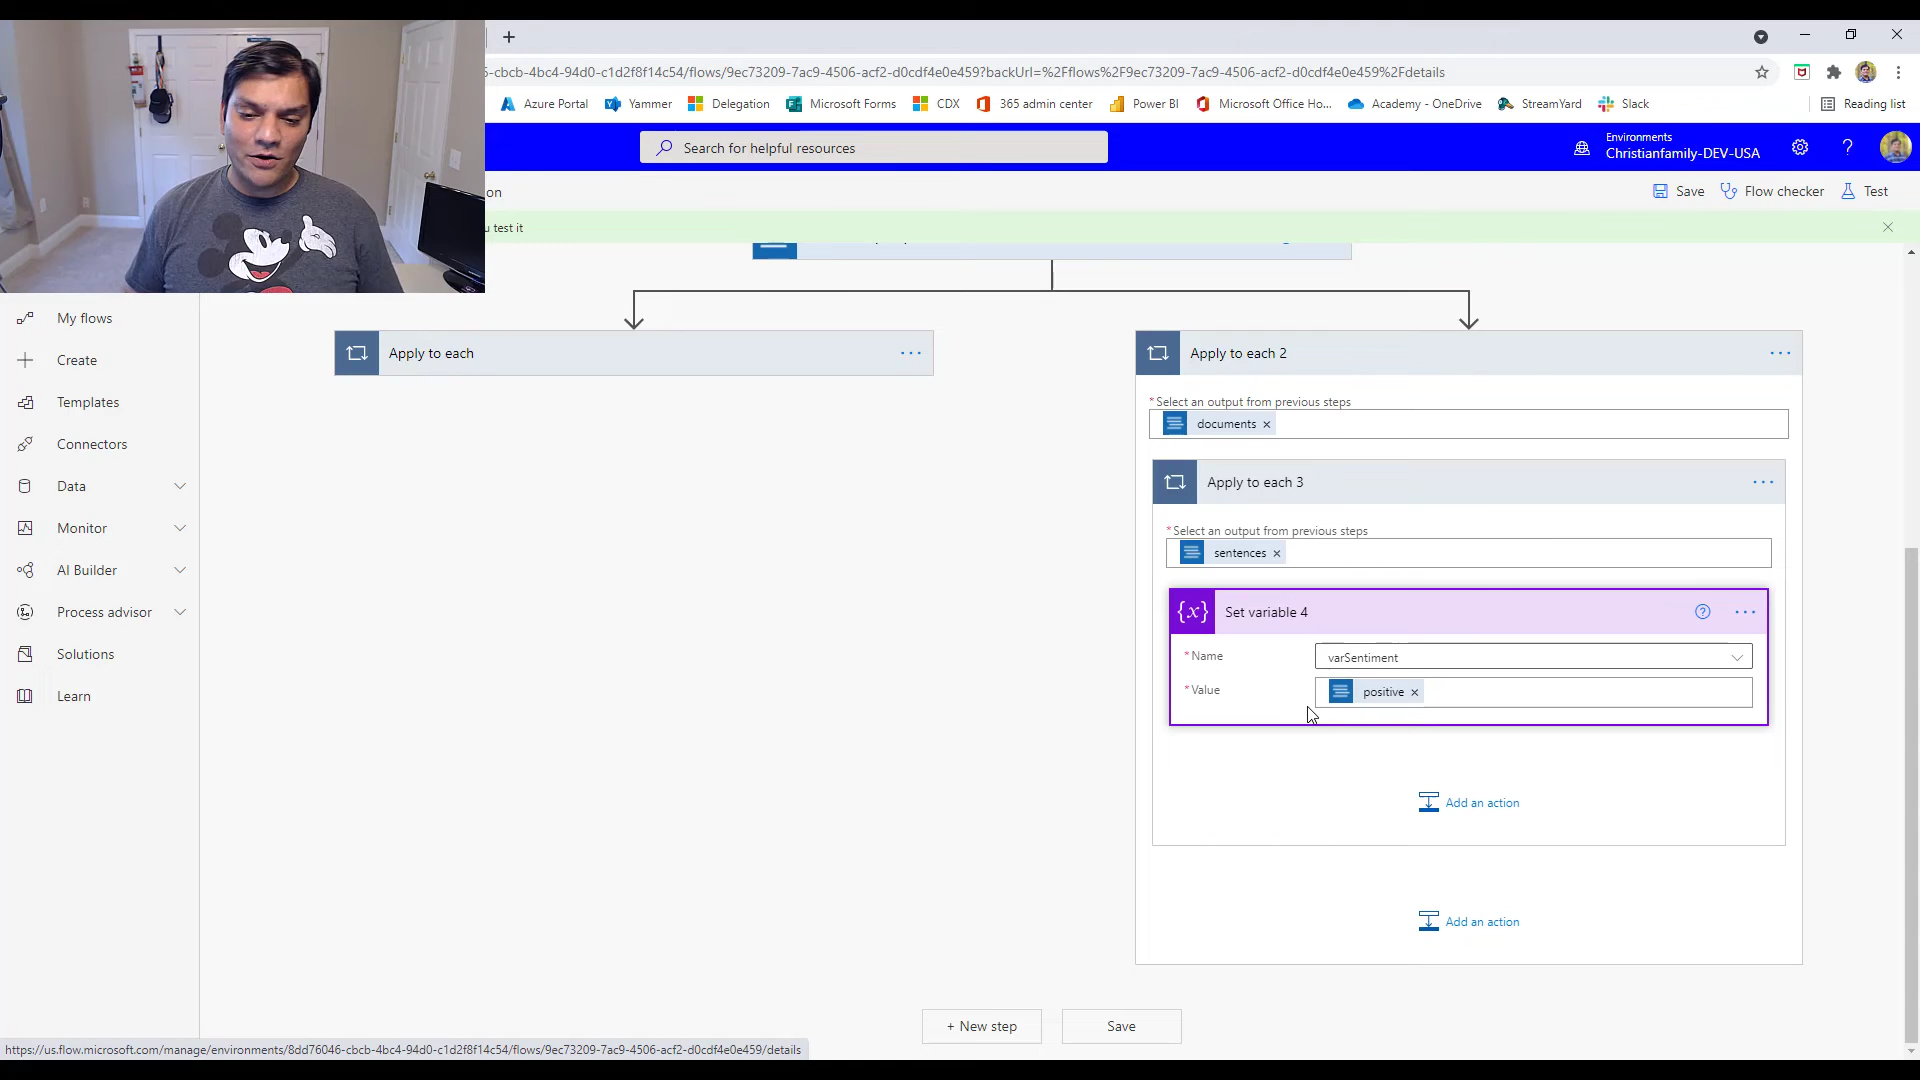 5-cbcb-4bc4-94d0-c1d2f8f14c54/flows/9ec73209-7ac9-4506-acf2-d0cdf4e0e459?backUrl=%2Fflows%2F9ec73209-7ac9-4506-acf2-d0cdf4e0e459%2Fdetails
Azure Portal
Yammer
Delegation
Microsoft Forms
CDX
365 admin center
Power BI
Microsoft Office Ho...
Academy - OneDrive
StreamYard
Slack
Reading list
Search for helpful resources
Environments
Christianfamily-DEV-USA
on
Save
Flow checker
Test
u test it
My flows
Create
Templates
Connectors
Data
Monitor
AI Builder
Process advisor
Solutions
Learn
Apply to each
Apply to each 2
* Select an output from previous steps
documents ×
Apply to each 3
* Select an output from previous steps
sentences ×
{x} Set variable 4
* Name
varSentiment
* Value
positive ×
Add an action
Add an action
+ New step
Save
https://us.flow.microsoft.com/manage/environments/8dd76046-cbcb-4bc4-94d0-c1d2f8f14c54/flows/9ec73209-7ac9-4506-acf2-d0cdf4e0e459/details